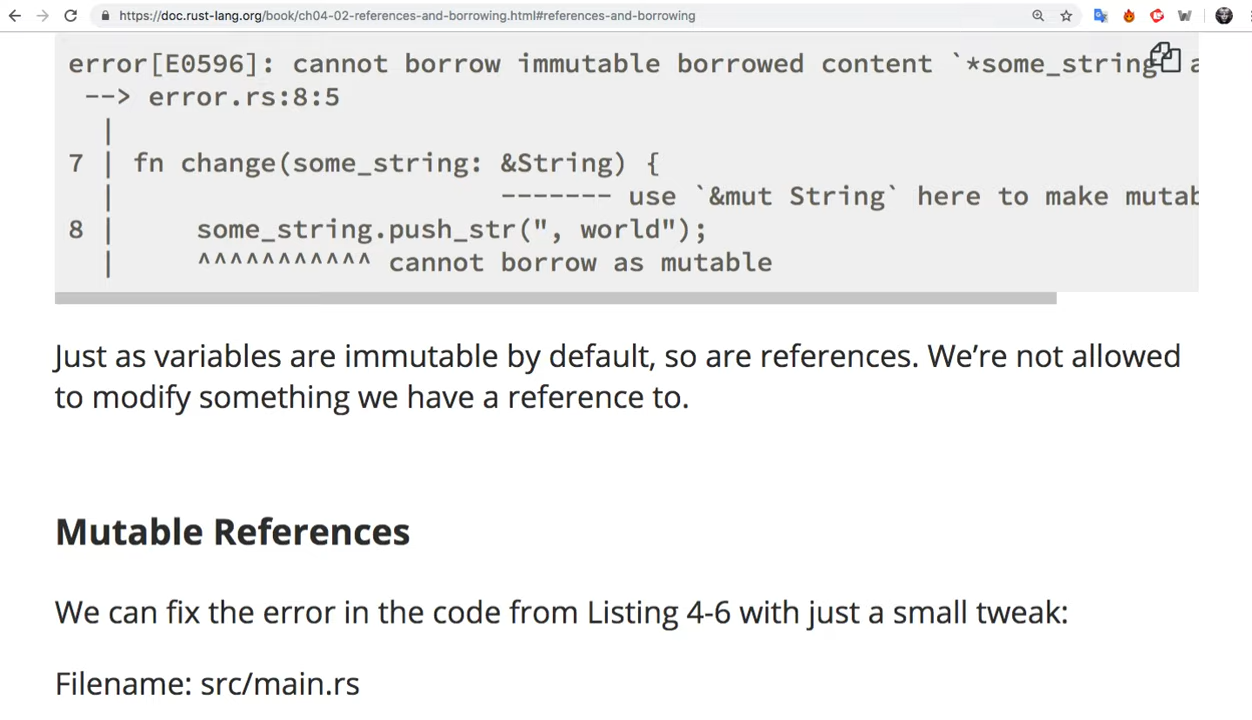 https://doc.rust-lang.org/book/ch04-02-references-and-borrowing.html#references-and-borrowing
error[E0596]: cannot borrow immutable borrowed content `*some_string` a
--> error.rs:8:5
|
7 | fn change(some_string: &String) {
| ------- use `&mut String` here to make mutab
8 | some_string.push_str(", world");
| ^^^^^^^^^^^ cannot borrow as mutable
Just as variables are immutable by default, so are references. We’re not allowed
to modify something we have a reference to.
Mutable References
We can fix the error in the code from Listing 4-6 with just a small tweak:
Filename: src/main.rs